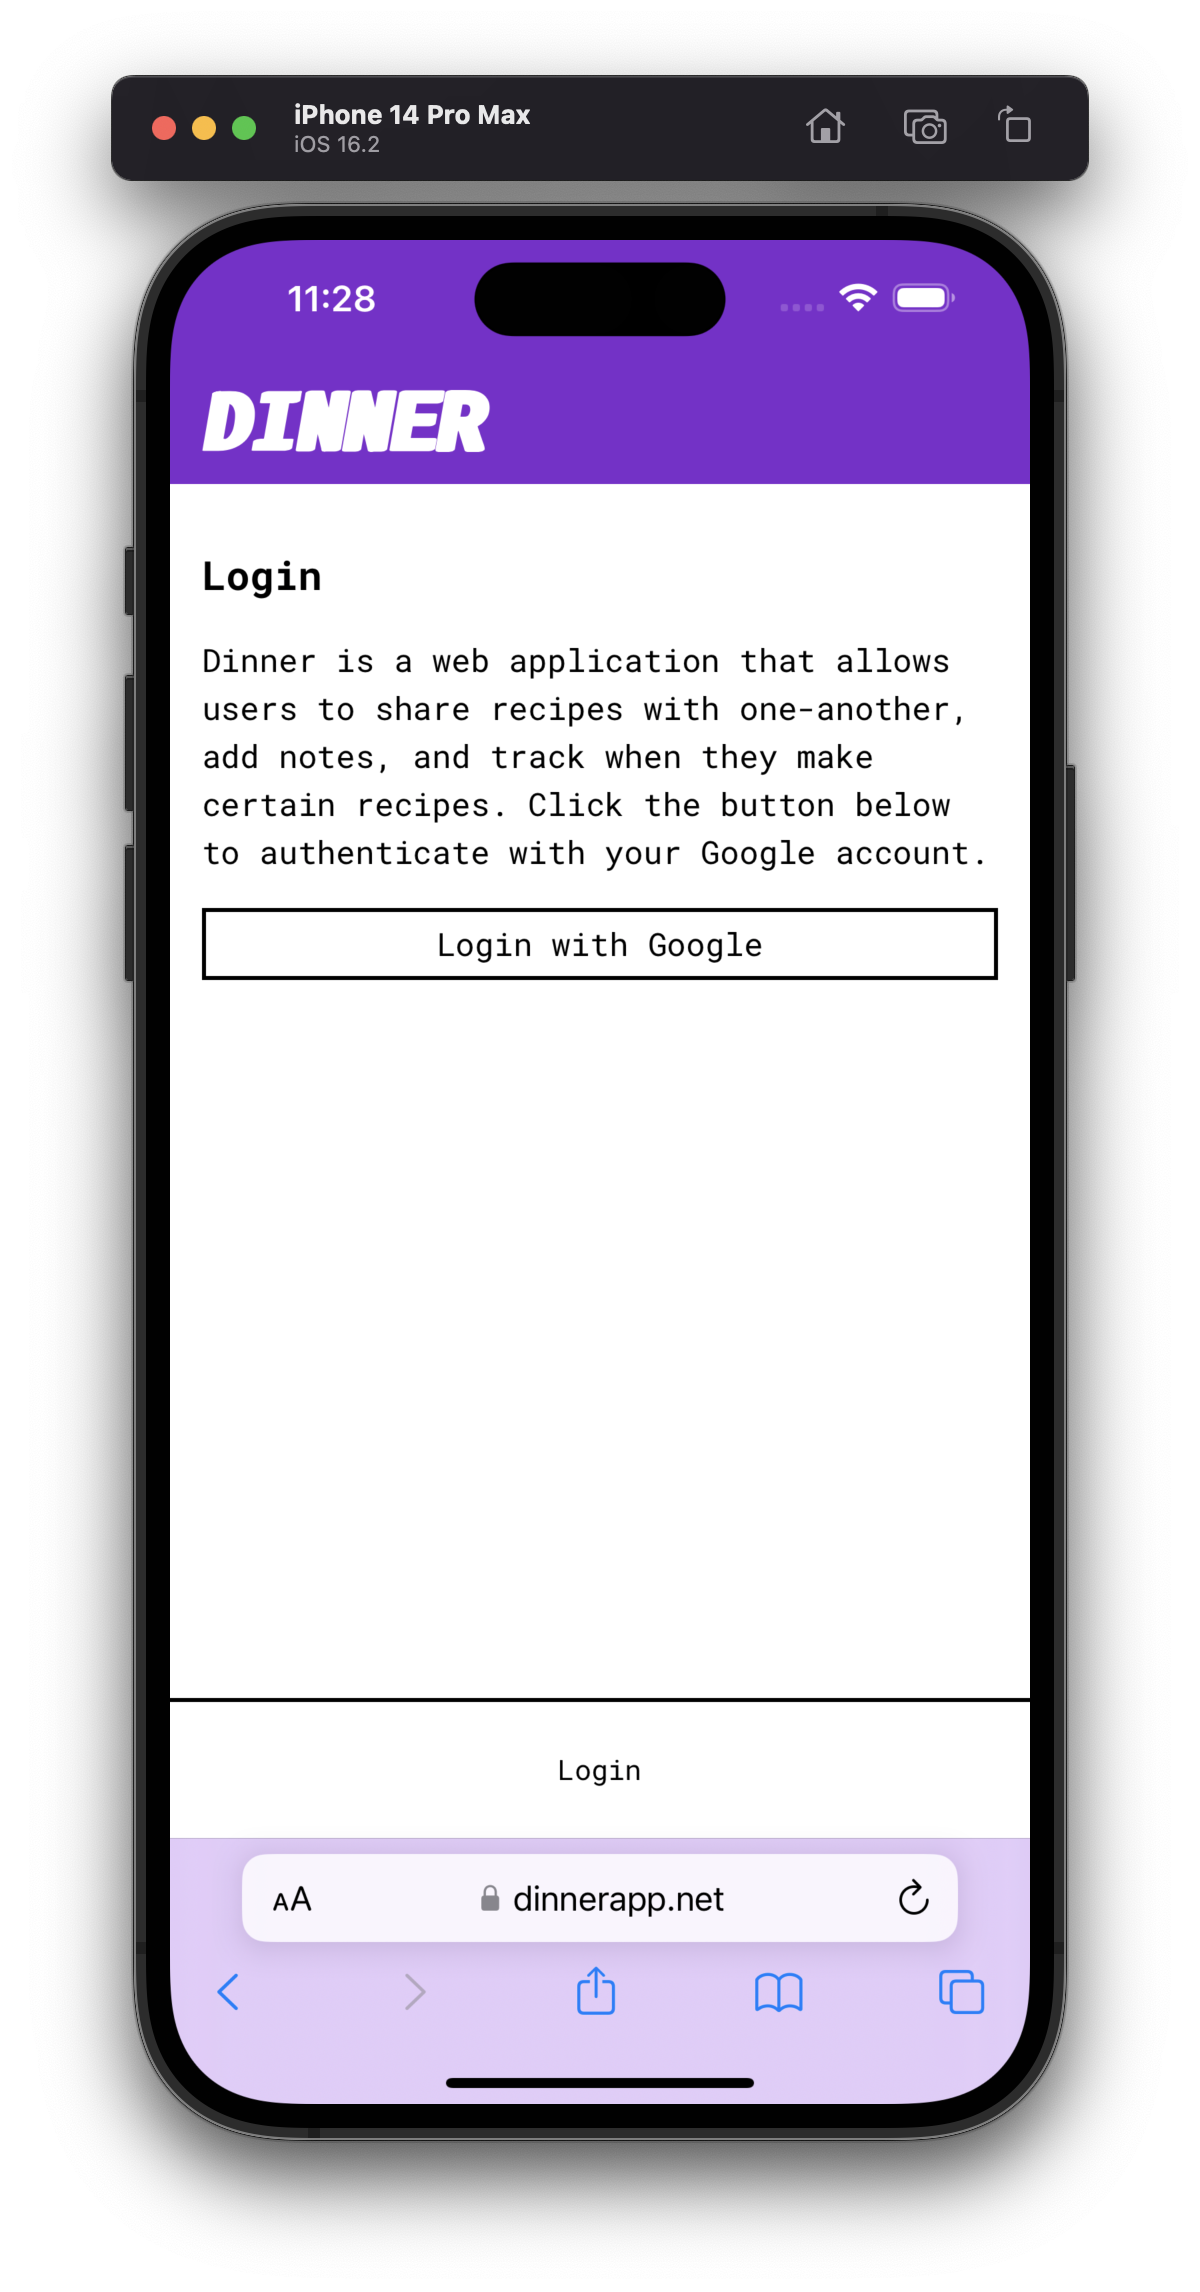 iPhone 14 Pro Max
iOS 16.2
11:28
DINNER
Login
Dinner is a web application that allows
users to share recipes with one-another,
add notes, and track when they make
certain recipes. Click the button below
to authenticate with your Google account.
Login with Google
Login
AA dinnerapp.net